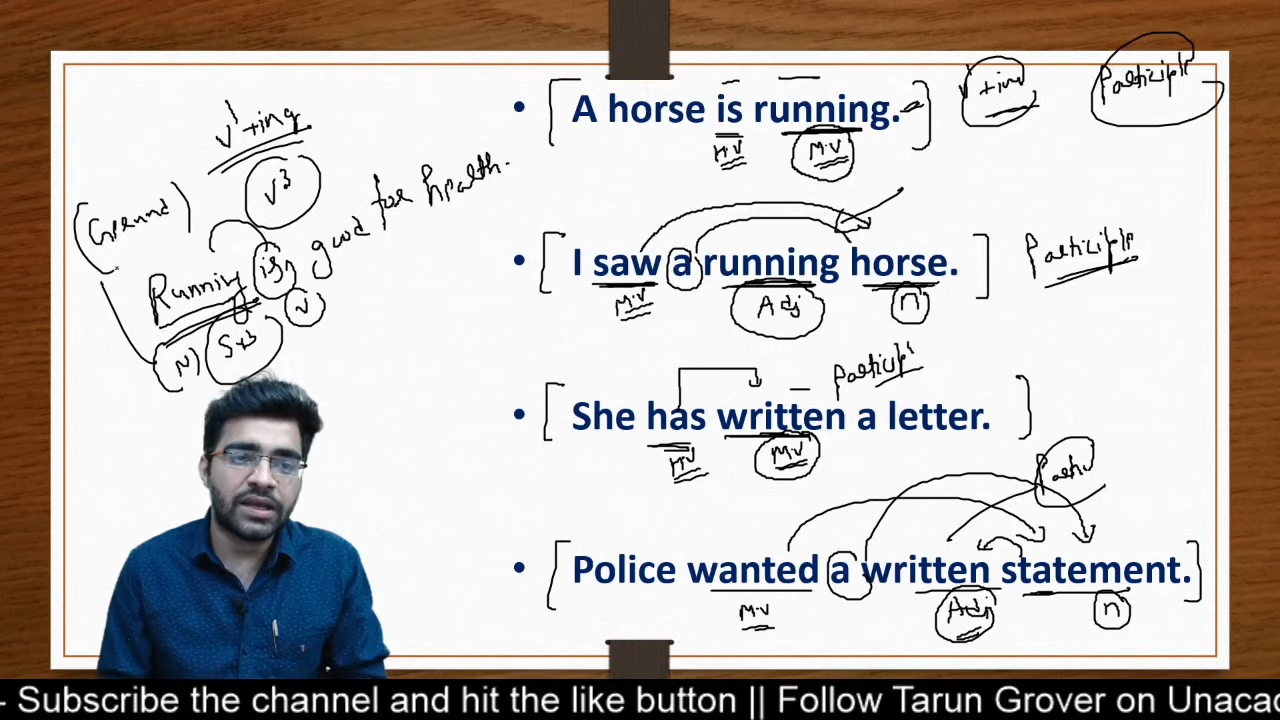 V¹+ing
V³
(Gerund)
Running is good for health.
N) Sub V
• [A horse is running.] V+ing Participle
H.V M.V
• [I saw a running horse.] Participle
M.V Adj n
Participle
• [She has written a letter.]
H.V M.V
• [Police wanted a written statement.]
M.V Adj n
- Subscribe the channel and hit the like button || Follow Tarun Grover on Unacad